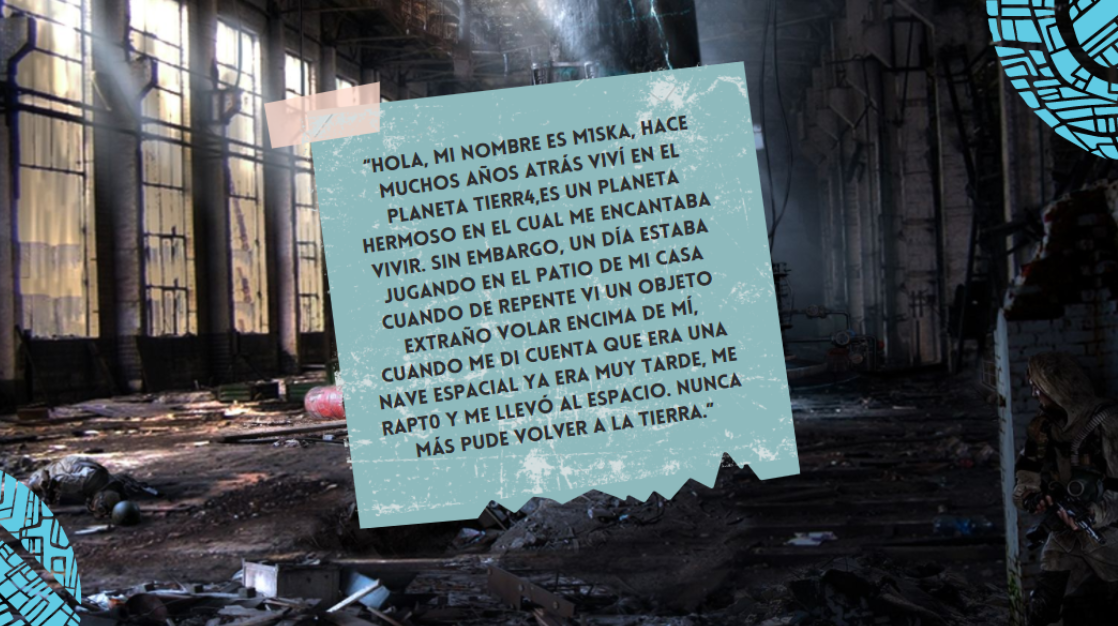 “HOLA, MI NOMBRE ES M1SKA, HACE
MUCHOS AÑOS ATRÁS VIVÍ EN EL
PLANETA TIERR4,ES UN PLANETA
HERMOSO EN EL CUAL ME ENCANTABA
VIVIR. SIN EMBARGO, UN DÍA ESTABA
JUGANDO EN EL PATIO DE MI CASA
CUANDO DE REPENTE VI UN OBJETO
EXTRAÑO VOLAR ENCIMA DE MÍ,
CUANDO ME DI CUENTA QUE ERA UNA
NAVE ESPACIAL YA ERA MUY TARDE, ME
RAPT0 Y ME LLEVÓ AL ESPACIO. NUNCA
MÁS PUDE VOLVER A LA TIERRA.”